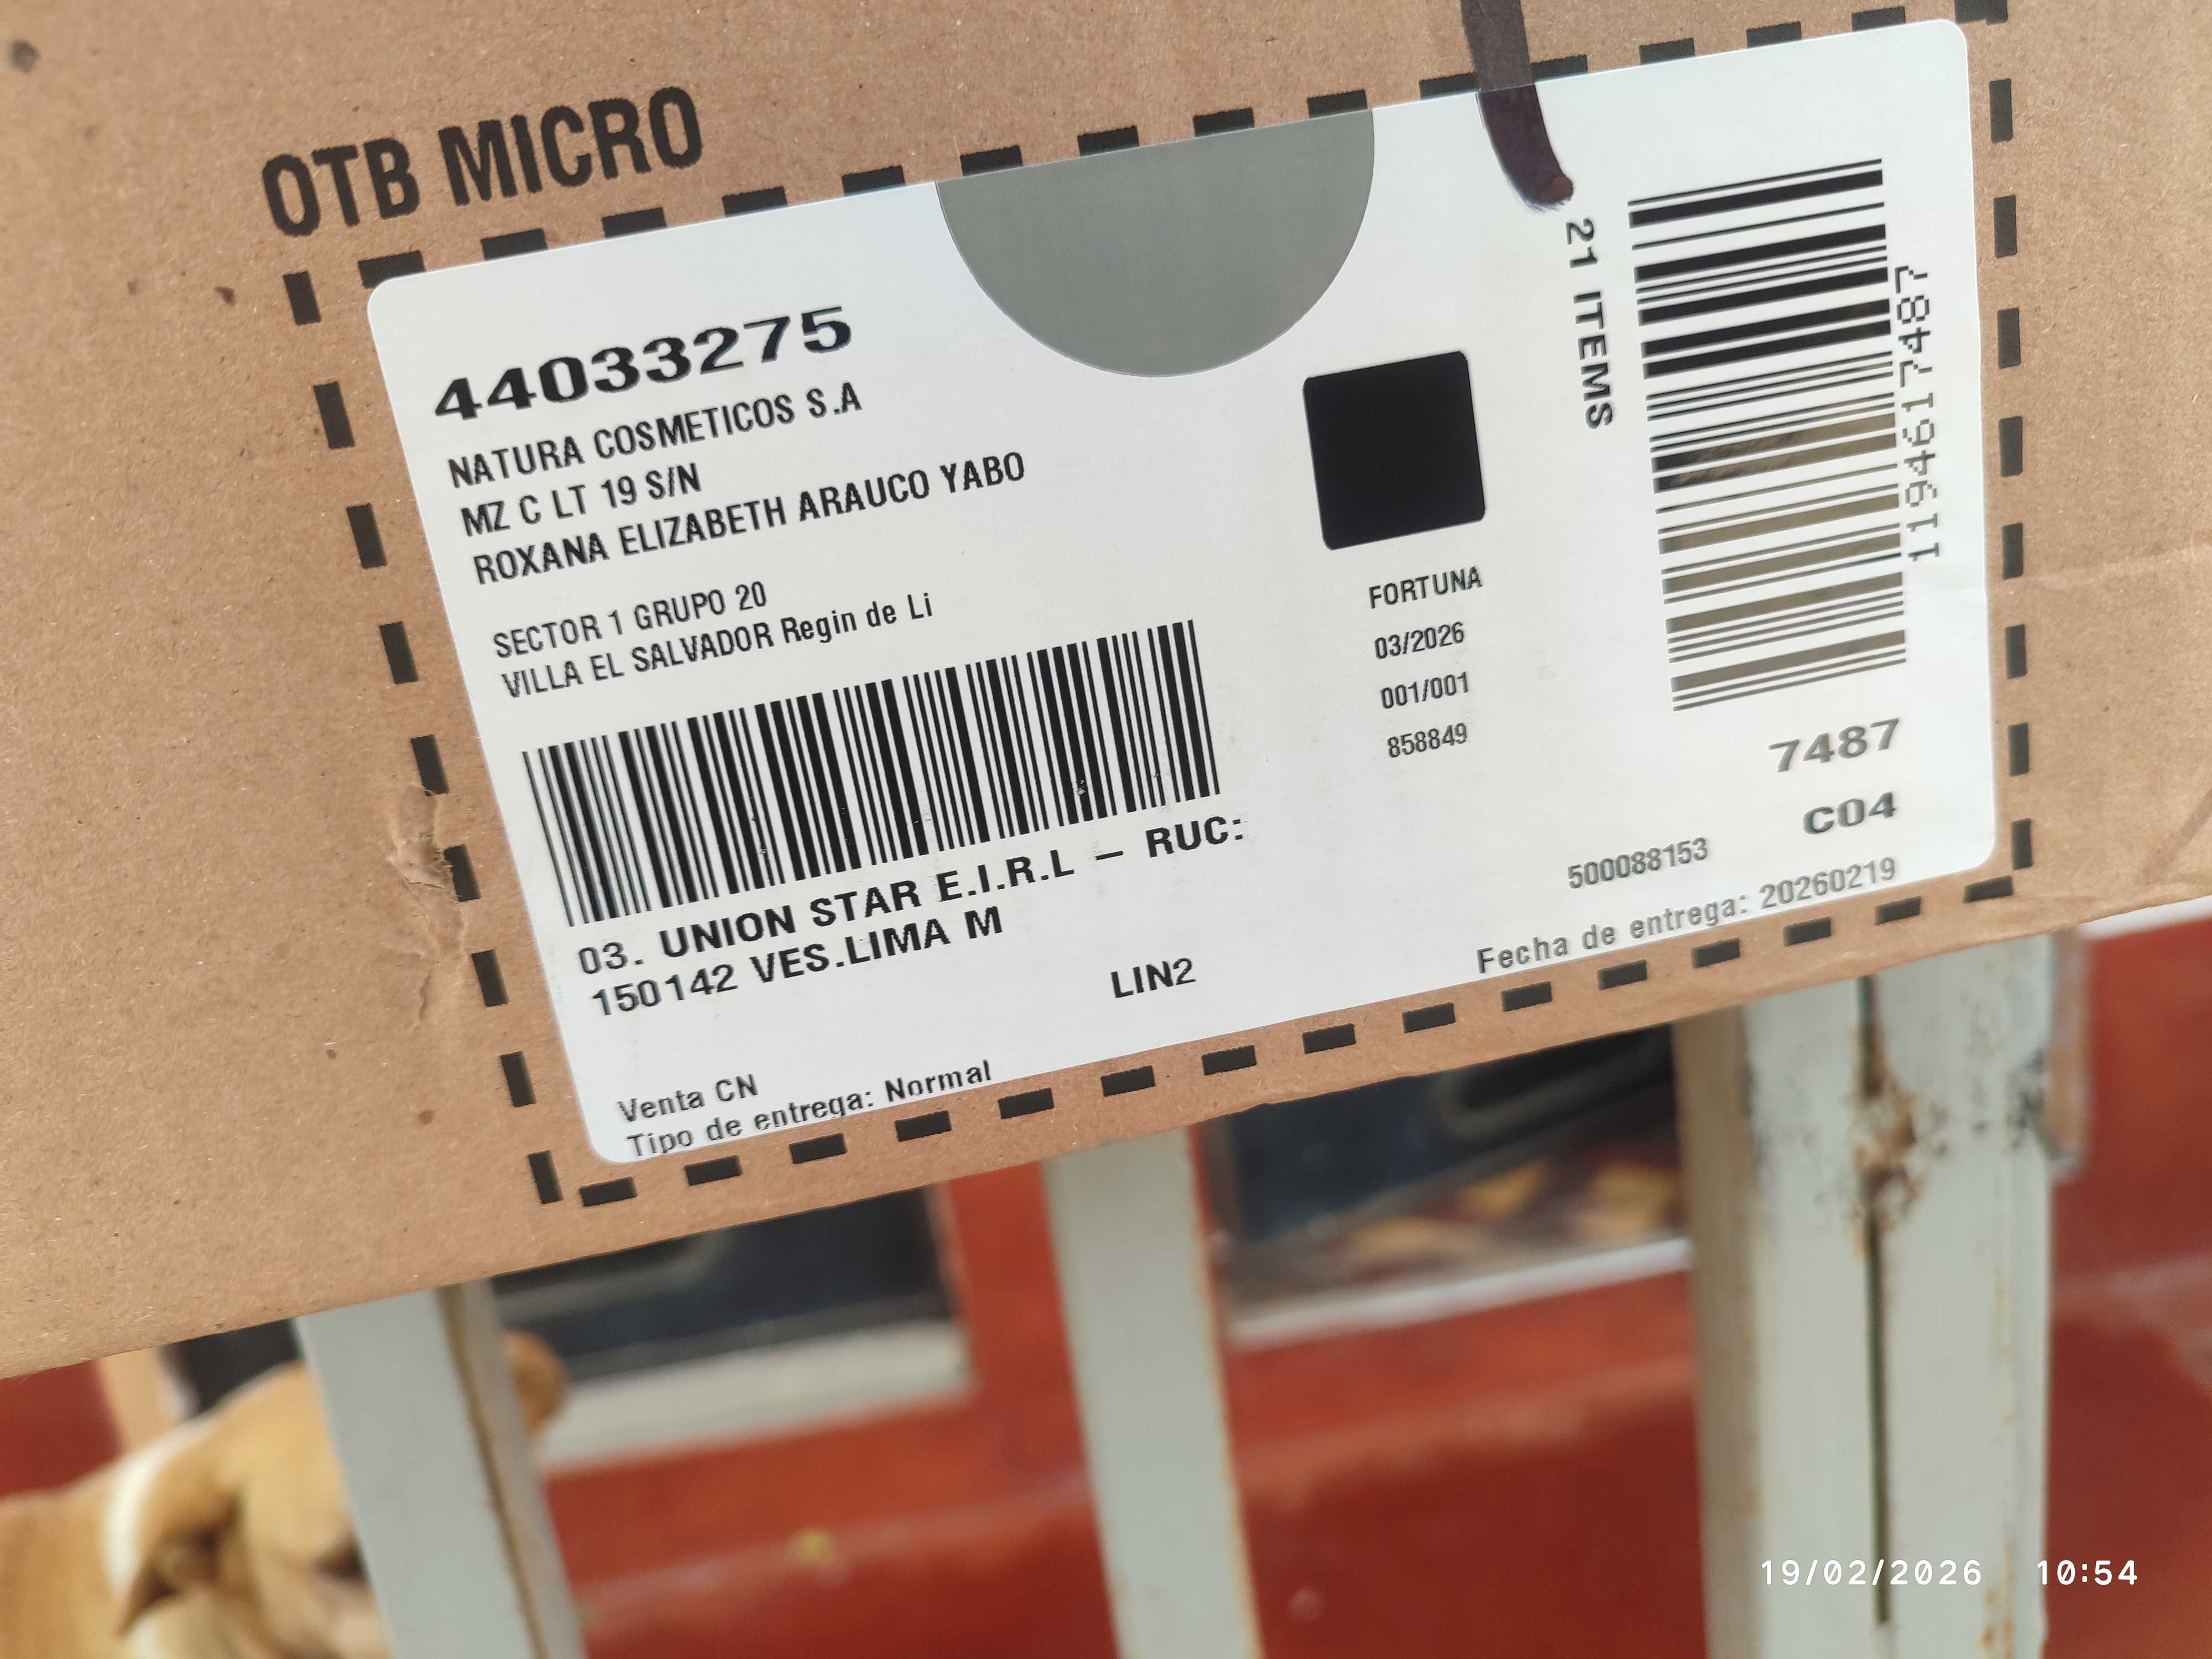 OTB MICRO
44033275
NATURA COSMETICOS S.A
MZ C LT 19 S/N
ROXANA ELIZABETH ARAUCO YABO
SECTOR 1 GRUPO 20
VILLA EL SALVADOR Regin de Li
03. UNION STAR E.I.R.L – RUC:
150142 VES.LIMA M
LIN2
Venta CN
Tipo de entrega: Normal
FORTUNA
03/2026
001/001
858849
21 ITEMS
1194617487
7487
C04
500088153
Fecha de entrega: 20260219
19/02/2026 10:54